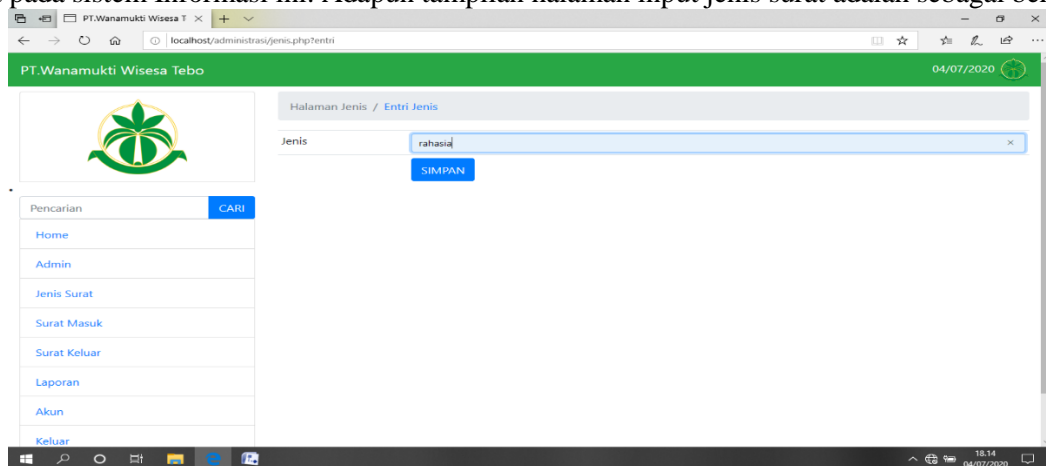 pada sistem Informasi ini. Adapun tampilan halaman input jenis surat adalah sebagai ber
PT.Wanamukti Wisesa T
localhost/administrasi/jenis.php?entri
PT.Wanamukti Wisesa Tebo
04/07/2020
Halaman Jenis / Entri Jenis
Jenis
rahasia
SIMPAN
Pencarian
CARI
Home
Admin
Jenis Surat
Surat Masuk
Surat Keluar
Laporan
Akun
Keluar
18.14
04/07/2020